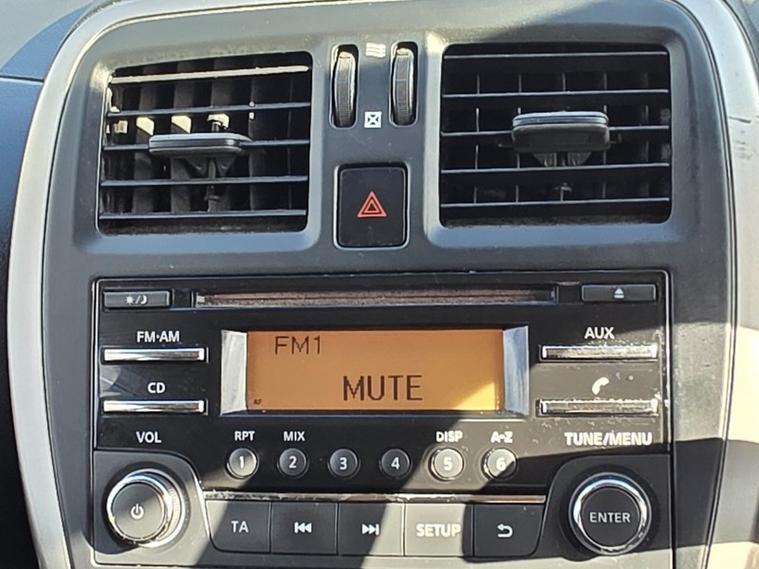 FM·AM
AUX
FM1
CD
MUTE
AF
VOL
RPT
MIX
DISP
A-Z
TUNE/MENU
1
2
3
4
5
6
TA
SETUP
ENTER